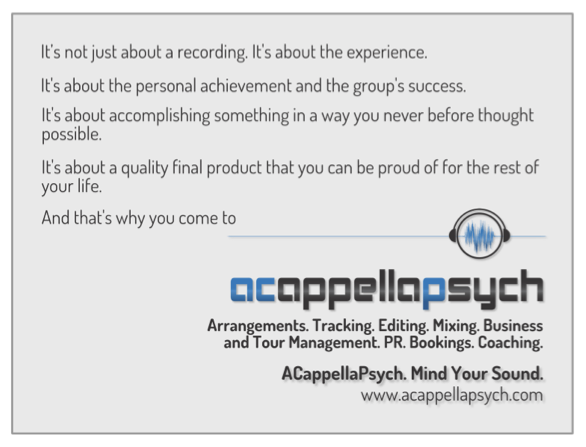 It's not just about a recording. It's about the experience.
It's about the personal achievement and the group's success.
It's about accomplishing something in a way you never before thought
possible.
It's about a quality final product that you can be proud of for the rest of
your life.
And that's why you come to
acappellapsych
Arrangements. Tracking. Editing. Mixing. Business
and Tour Management. PR. Bookings. Coaching.
ACappellaPsych. Mind Your Sound.
www.acappellapsych.com